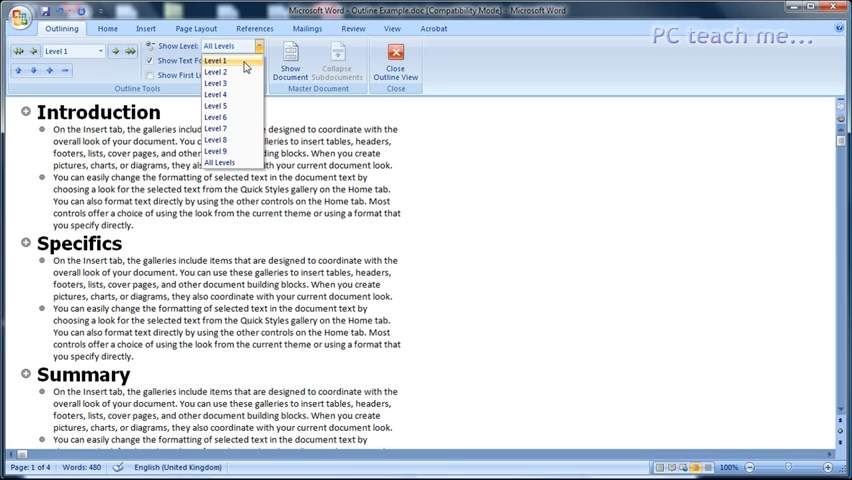 Microsoft Word - Outline Example.doc [Compatibility Mode] - Microsoft Word
PC teach me...
Outlining Home Insert Page Layout References Mailings Review View Acrobat
Level 1
Show Level: All Levels
Show Text Fo
Show First Li
Outline Tools
Show Document
Collapse Subdocuments
Master Document
Close Outline View
Close
Level 1
Level 2
Level 3
Level 4
Level 5
Level 6
Level 7
Level 8
Level 9
All Levels
Introduction
On the Insert tab, the galleries include items that are designed to coordinate with the
overall look of your document. You can use these galleries to insert tables, headers,
footers, lists, cover pages, and other document building blocks. When you create
pictures, charts, or diagrams, they also coordinate with your current document look.
You can easily change the formatting of selected text in the document text by
choosing a look for the selected text from the Quick Styles gallery on the Home tab.
You can also format text directly by using the other controls on the Home tab. Most
controls offer a choice of using the look from the current theme or using a format that
you specify directly.
Specifics
On the Insert tab, the galleries include items that are designed to coordinate with the
overall look of your document. You can use these galleries to insert tables, headers,
footers, lists, cover pages, and other document building blocks. When you create
pictures, charts, or diagrams, they also coordinate with your current document look.
You can easily change the formatting of selected text in the document text by
choosing a look for the selected text from the Quick Styles gallery on the Home tab.
You can also format text directly by using the other controls on the Home tab. Most
controls offer a choice of using the look from the current theme or using a format that
you specify directly.
Summary
On the Insert tab, the galleries include items that are designed to coordinate with the
overall look of your document. You can use these galleries to insert tables, headers,
footers, lists, cover pages, and other document building blocks. When you create
pictures, charts, or diagrams, they also coordinate with your current document look.
You can easily change the formatting of selected text in the document text by
Page: 1 of 4 Words: 480 English (United Kingdom) 100%